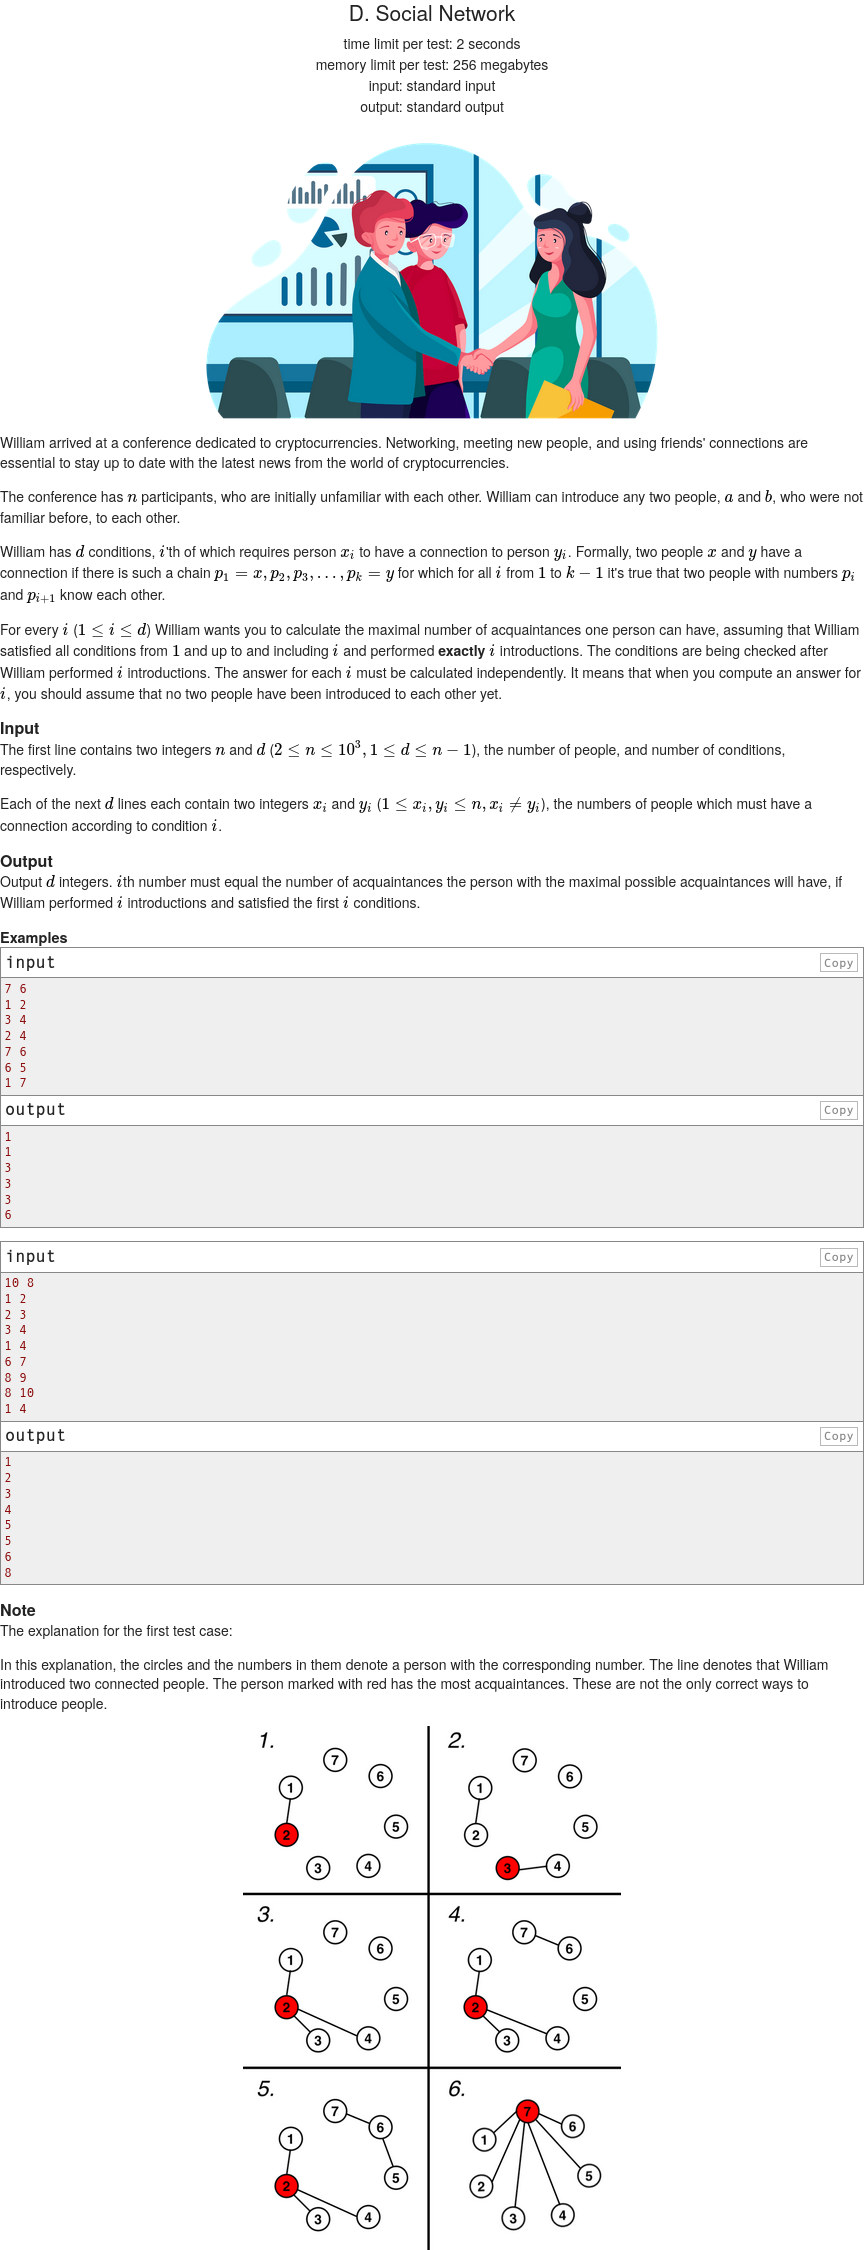 D. Social Network
time limit per test: 2 seconds
memory limit per test: 256 megabytes
input: standard input
output: standard output
William arrived at a conference dedicated to cryptocurrencies. Networking, meeting new people, and using friends' connections are
essential to stay up to date with the latest news from the world of cryptocurrencies.
The conference has n participants, who are initially unfamiliar with each other. William can introduce any two people, a and b, who were not
familiar before, to each other.
William has d conditions, i'th of which requires person x_i to have a connection to person y_i. Formally, two people x and y have a
connection if there is such a chain p_1 = x, p_2, p_3, …, p_k = y for which for all i from 1 to k − 1 it's true that two people with numbers p_i
and p_{i+1} know each other.
For every i (1 ≤ i ≤ d) William wants you to calculate the maximal number of acquaintances one person can have, assuming that William
satisfied all conditions from 1 and up to and including i and performed exactly i introductions. The conditions are being checked after
William performed i introductions. The answer for each i must be calculated independently. It means that when you compute an answer for
i, you should assume that no two people have been introduced to each other yet.
Input
The first line contains two integers n and d (2 ≤ n ≤ 10^3, 1 ≤ d ≤ n − 1), the number of people, and number of conditions,
respectively.
Each of the next d lines each contain two integers x_i and y_i (1 ≤ x_i, y_i ≤ n, x_i ≠ y_i), the numbers of people which must have a
connection according to condition i.
Output
Output d integers. ith number must equal the number of acquaintances the person with the maximal possible acquaintances will have, if
William performed i introductions and satisfied the first i conditions.
Examples
input Copy
7 6
1 2
3 4
2 4
7 6
6 5
1 7
output Copy
1
1
3
3
3
6
input Copy
10 8
1 2
2 3
3 4
1 4
6 7
8 9
8 10
1 4
output Copy
1
2
3
4
5
5
6
8
Note
The explanation for the first test case:
In this explanation, the circles and the numbers in them denote a person with the corresponding number. The line denotes that William
introduced two connected people. The person marked with red has the most acquaintances. These are not the only correct ways to
introduce people.
1.
7
6
1
5
2
3
4
2.
7
6
1
5
2
3
4
3.
7
6
1
5
2
3
4
4.
7
6
1
5
2
3
4
5.
7
6
1
5
2
3
4
6.
7
6
1
5
2
3
4